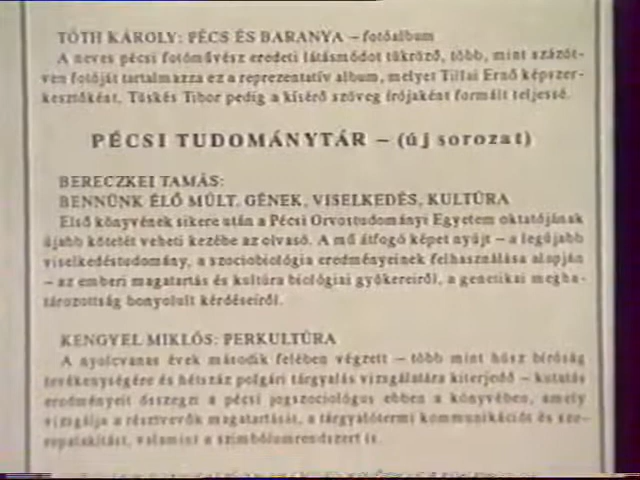 TÓTH KÁROLY: PÉCS ÉS BARANYA – fotóalbum
A neves pécsi fotóművész eredeti látásmódot tükröző, több, mint százöt-
ven fotóját tartalmazza ez a reprezentatív album, melyet Tillai Ernő képszer-
kesztőként, Tüskés Tibor pedig a kísérő szöveg írójaként formált teljessé.
PÉCSI TUDOMÁNYTÁR – (új sorozat)
BERECZKEI TAMÁS:
BENNÜNK ÉLŐ MÚLT. GÉNEK, VISELKEDÉS, KULTÚRA
Első könyvének sikere után a Pécsi Orvostudományi Egyetem oktatójának
újabb kötetét veheti kezébe az olvasó. A mű átfogó képet nyújt – a legújabb
viselkedéstudomány, a szociobiológia eredményeinek felhasználása alapján
– az emberi magatartás és kultúra biológiai gyökereiről, a genetikai megha-
tározottság bonyolult kérdéseiről.
KENGYEL MIKLÓS: PERKULTÚRA
A nyolcvanas évek második felében végzett – több mint húsz bíróság
tevékenységére és hétszáz polgári tárgyalás vizsgálatára kiterjedő – kutatás
eredményeit összegzi a pécsi jogszociológus ebben a könyvében, amely
vizsgálja a résztvevők magatartását, a tárgyalótermi kommunikációt és sze-
repalakítást, valamint a szimbólumrendszert is.